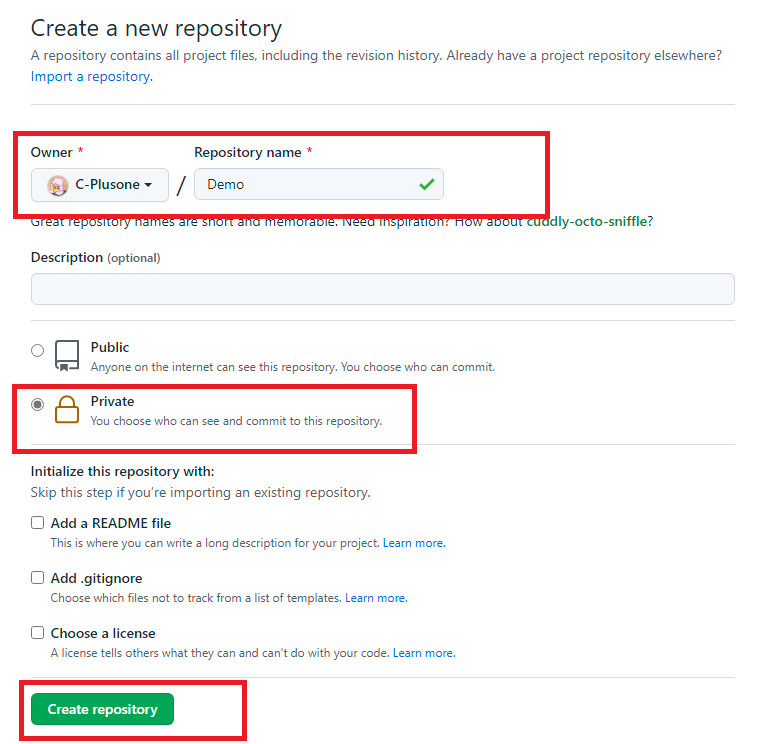 Create a new repository
A repository contains all project files, including the revision history. Already have a project repository elsewhere?
Import a repository.
Owner * Repository name *
C-Plusone / Demo
Great repository names are short and memorable. Need inspiration? How about cuddly-octo-sniffle?
Description (optional)
Public
Anyone on the internet can see this repository. You choose who can commit.
Private
You choose who can see and commit to this repository.
Initialize this repository with:
Skip this step if you're importing an existing repository.
Add a README file
This is where you can write a long description for your project. Learn more.
Add .gitignore
Choose which files not to track from a list of templates. Learn more.
Choose a license
A license tells others what they can and can't do with your code. Learn more.
Create repository